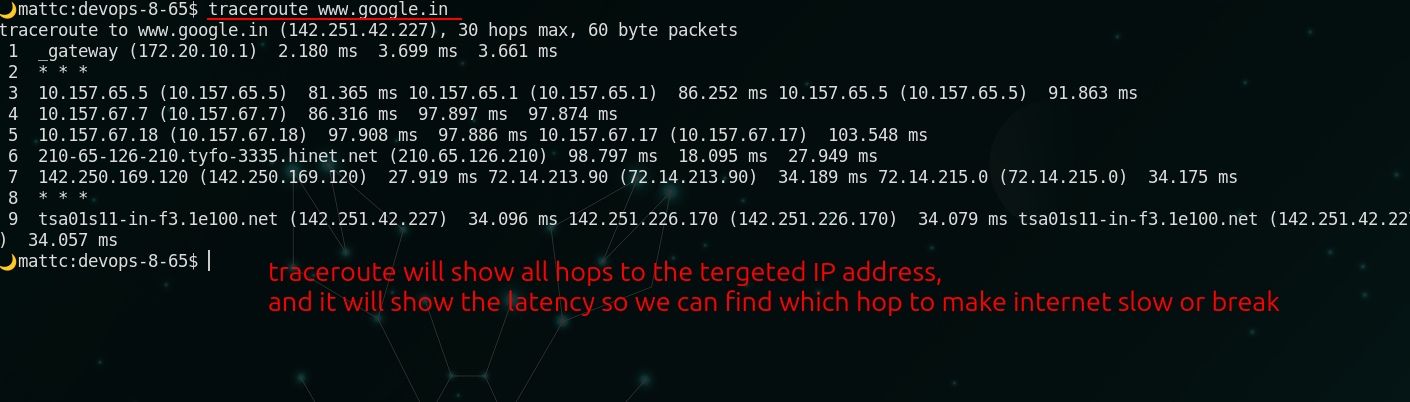 🌙mattc:devops-8-65$ traceroute www.google.in
traceroute to www.google.in (142.251.42.227), 30 hops max, 60 byte packets
 1  _gateway (172.20.10.1)  2.180 ms  3.699 ms  3.661 ms
 2  * * *
 3  10.157.65.5 (10.157.65.5)  81.365 ms 10.157.65.1 (10.157.65.1)  86.252 ms 10.157.65.5 (10.157.65.5)  91.863 ms
 4  10.157.67.7 (10.157.67.7)  86.316 ms  97.897 ms  97.874 ms
 5  10.157.67.18 (10.157.67.18)  97.908 ms  97.886 ms 10.157.67.17 (10.157.67.17)  103.548 ms
 6  210-65-126-210.tyfo-3335.hinet.net (210.65.126.210)  98.797 ms  18.095 ms  27.949 ms
 7  142.250.169.120 (142.250.169.120)  27.919 ms 72.14.213.90 (72.14.213.90)  34.189 ms 72.14.215.0 (72.14.215.0)  34.175 ms
 8  * * *
 9  tsa01s11-in-f3.1e100.net (142.251.42.227)  34.096 ms 142.251.226.170 (142.251.226.170)  34.079 ms tsa01s11-in-f3.1e100.net (142.251.42.227
)  34.057 ms
🌙mattc:devops-8-65$
traceroute will show all hops to the tergeted IP address,
and it will show the latency so we can find which hop to make internet slow or break